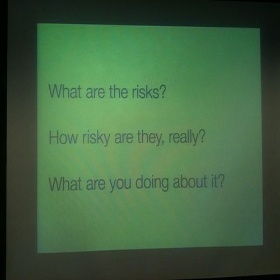 What are the risks?
How risky are they, really?
What are you doing about it?